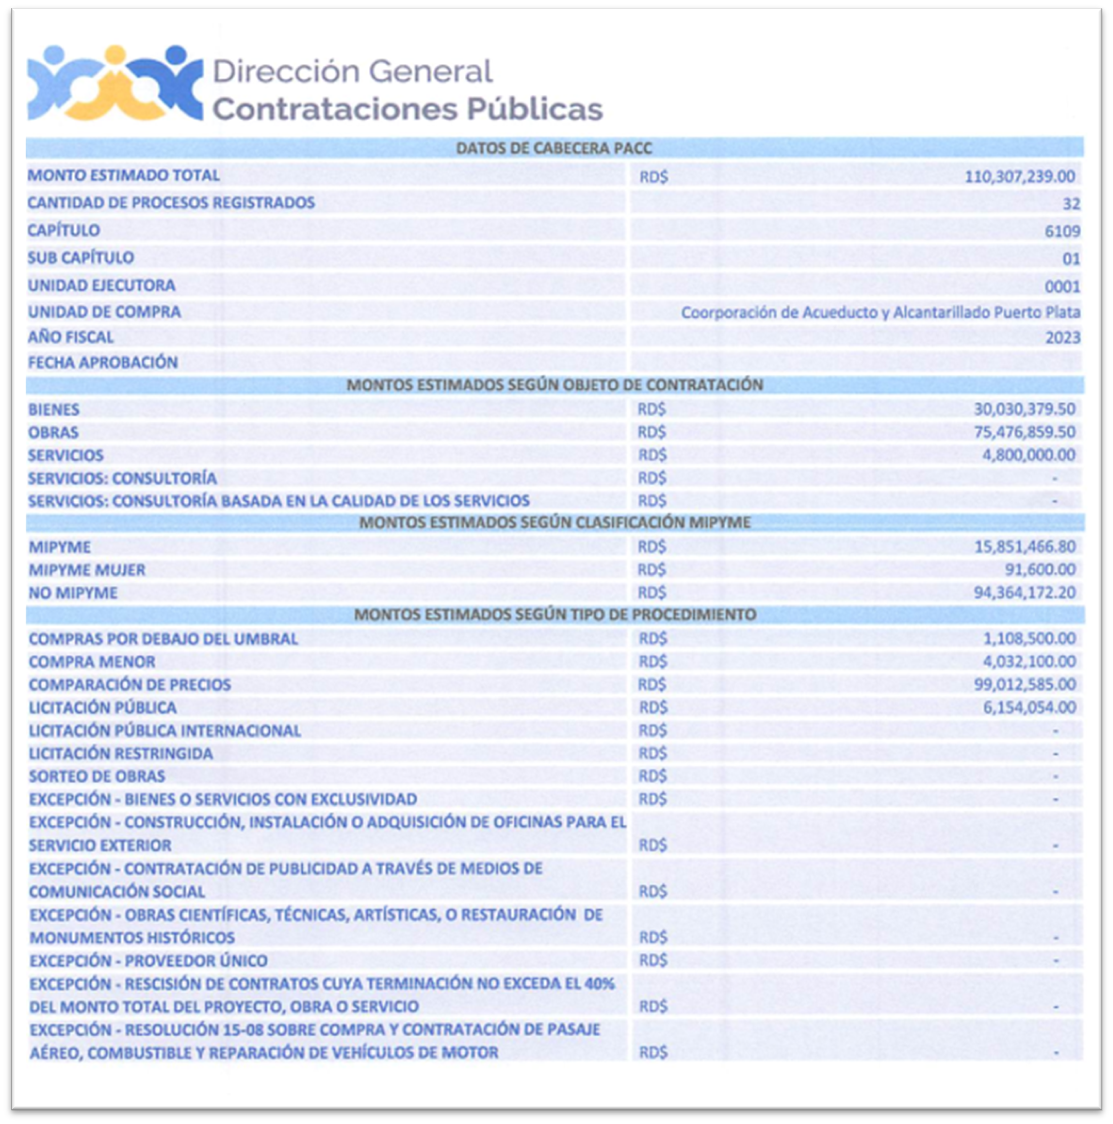 Dirección General
Contrataciones Públicas
DATOS DE CABECERA PACC
MONTO ESTIMADO TOTAL RD$ 110,307,239.00
CANTIDAD DE PROCESOS REGISTRADOS 32
CAPÍTULO 6109
SUB CAPÍTULO 01
UNIDAD EJECUTORA 0001
UNIDAD DE COMPRA Coorporación de Acueducto y Alcantarillado Puerto Plata
AÑO FISCAL 2023
FECHA APROBACIÓN
MONTOS ESTIMADOS SEGÚN OBJETO DE CONTRATACIÓN
BIENES RD$ 30,030,379.50
OBRAS RD$ 75,476,859.50
SERVICIOS RD$ 4,800,000.00
SERVICIOS: CONSULTORÍA RD$ -
SERVICIOS: CONSULTORÍA BASADA EN LA CALIDAD DE LOS SERVICIOS RD$ -
MONTOS ESTIMADOS SEGÚN CLASIFICACIÓN MIPYME
MIPYME RD$ 15,851,466.80
MIPYME MUJER RD$ 91,600.00
NO MIPYME RD$ 94,364,172.20
MONTOS ESTIMADOS SEGÚN TIPO DE PROCEDIMIENTO
COMPRAS POR DEBAJO DEL UMBRAL RD$ 1,108,500.00
COMPRA MENOR RD$ 4,032,100.00
COMPARACIÓN DE PRECIOS RD$ 99,012,585.00
LICITACIÓN PÚBLICA RD$ 6,154,054.00
LICITACIÓN PÚBLICA INTERNACIONAL RD$ -
LICITACIÓN RESTRINGIDA RD$ -
SORTEO DE OBRAS RD$ -
EXCEPCIÓN - BIENES O SERVICIOS CON EXCLUSIVIDAD RD$ -
EXCEPCIÓN - CONSTRUCCIÓN, INSTALACIÓN O ADQUISICIÓN DE OFICINAS PARA EL
SERVICIO EXTERIOR RD$ -
EXCEPCIÓN - CONTRATACIÓN DE PUBLICIDAD A TRAVÉS DE MEDIOS DE
COMUNICACIÓN SOCIAL RD$ -
EXCEPCIÓN - OBRAS CIENTÍFICAS, TÉCNICAS, ARTÍSTICAS, O RESTAURACIÓN DE
MONUMENTOS HISTÓRICOS RD$ -
EXCEPCIÓN - PROVEEDOR ÚNICO RD$ -
EXCEPCIÓN - RESCISIÓN DE CONTRATOS CUYA TERMINACIÓN NO EXCEDA EL 40%
DEL MONTO TOTAL DEL PROYECTO, OBRA O SERVICIO RD$ -
EXCEPCIÓN - RESOLUCIÓN 15-08 SOBRE COMPRA Y CONTRATACIÓN DE PASAJE
AÉREO, COMBUSTIBLE Y REPARACIÓN DE VEHÍCULOS DE MOTOR RD$ -